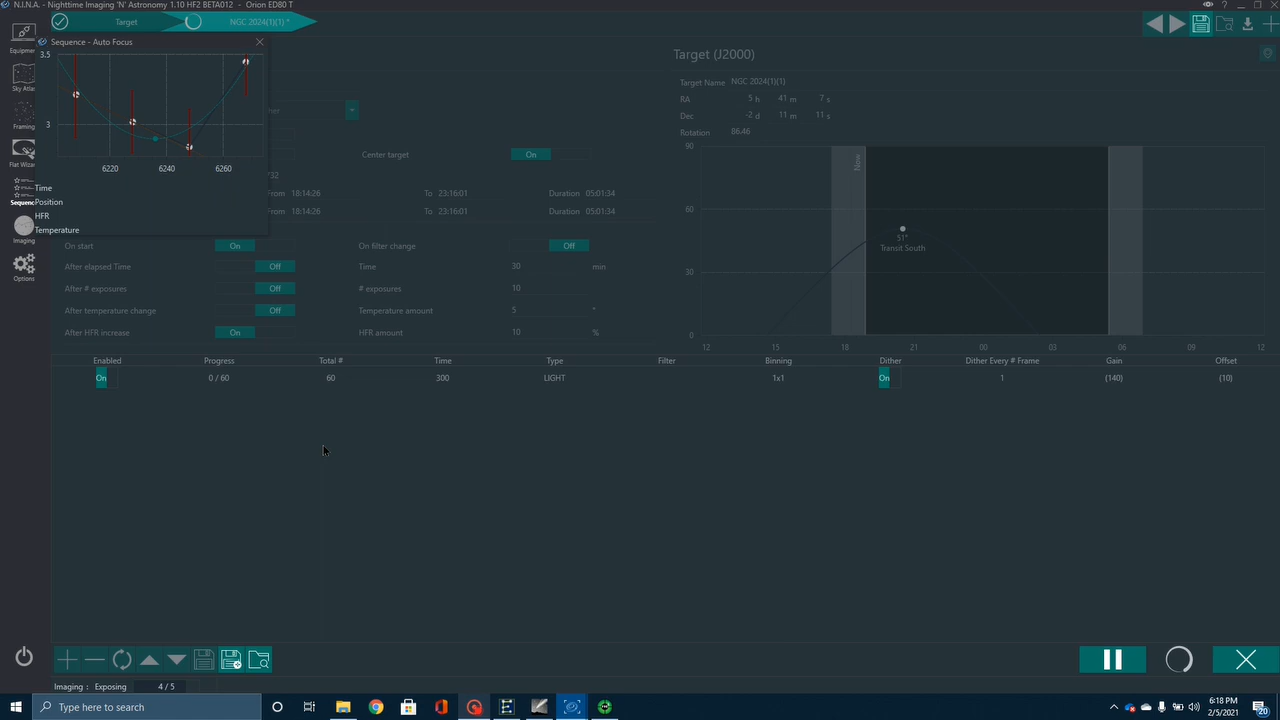 N.I.N.A. - Nighttime Imaging 'N' Astronomy 1.10 HF2 BETA012 - Orion ED80 T
Target
NGC 2024(1)(1) *
Equipme
Sky Atlas
Framing
Flat Wizar
Sequence
Imaging
Options
Sequence - Auto Focus
3.5
3
6220 6240 6260
Time
Position
HFR
Temperature
Target (J2000)
Target Name NGC 2024(1)(1)
RA 5 h 41 m 7 s
Dec -2 d 11 m 11 s
Rotation 86.46
Center target On
From 18:14:26 To 23:16:01 Duration 05:01:34
From 18:14:26 To 23:16:01 Duration 05:01:34
On start On On filter change Off
After elapsed Time Off Time 30 min
After # exposures Off # exposures 10
After temperature change Off Temperature amount 5 °
After HFR increase On HFR amount 10 %
90
60
30
0
Now
51°
Transit South
12 15 18 21 00 03 06 09 12
Enabled Progress Total # Time Type Filter Binning Dither Dither Every # Frame Gain Offset
On 0 / 60 60 300 LIGHT 1x1 On 1 (140) (10)
Imaging : Exposing 4 / 5
Type here to search
6:18 PM
2/5/2021
20